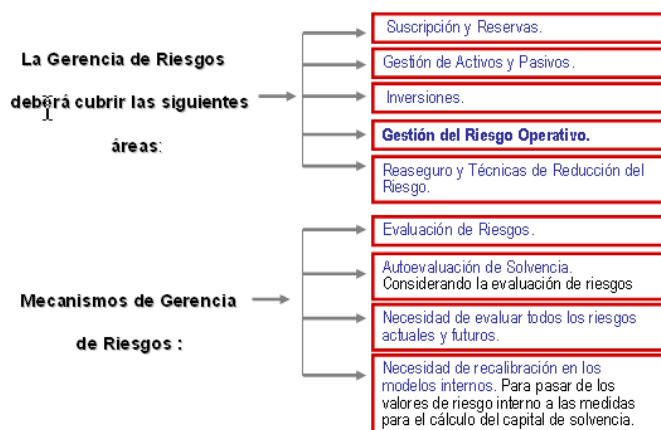 La Gerencia de Riesgos
deberá cubrir las siguientes
áreas:
Suscripción y Reservas.
Gestión de Activos y Pasivos.
Inversiones.
Gestión del Riesgo Operativo.
Reaseguro y Técnicas de Reducción del
Riesgo.
Mecanismos de Gerencia
de Riesgos :
Evaluación de Riesgos.
Autoevaluación de Solvencia.
Considerando la evaluación de riesgos
Necesidad de evaluar todos los riesgos
actuales y futuros.
Necesidad de recalibración en los
modelos internos. Para pasar de los
valores de riesgo interno a las medidas
para el cálculo del capital de solvencia.